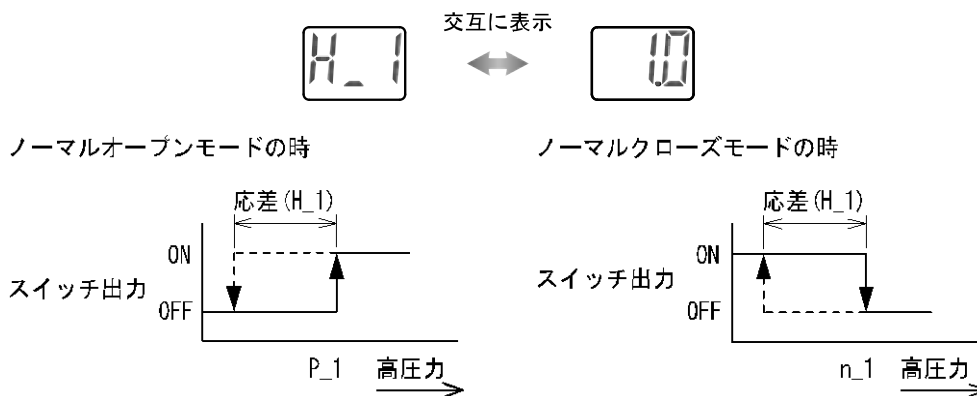 交互に表示
H_1
1.0
ノーマルオープンモードの時
ノーマルクローズモードの時
応差(H_1)
応差(H_1)
ON
ON
スイッチ出力
スイッチ出力
OFF
OFF
P_1 高圧力
n_1 高圧力